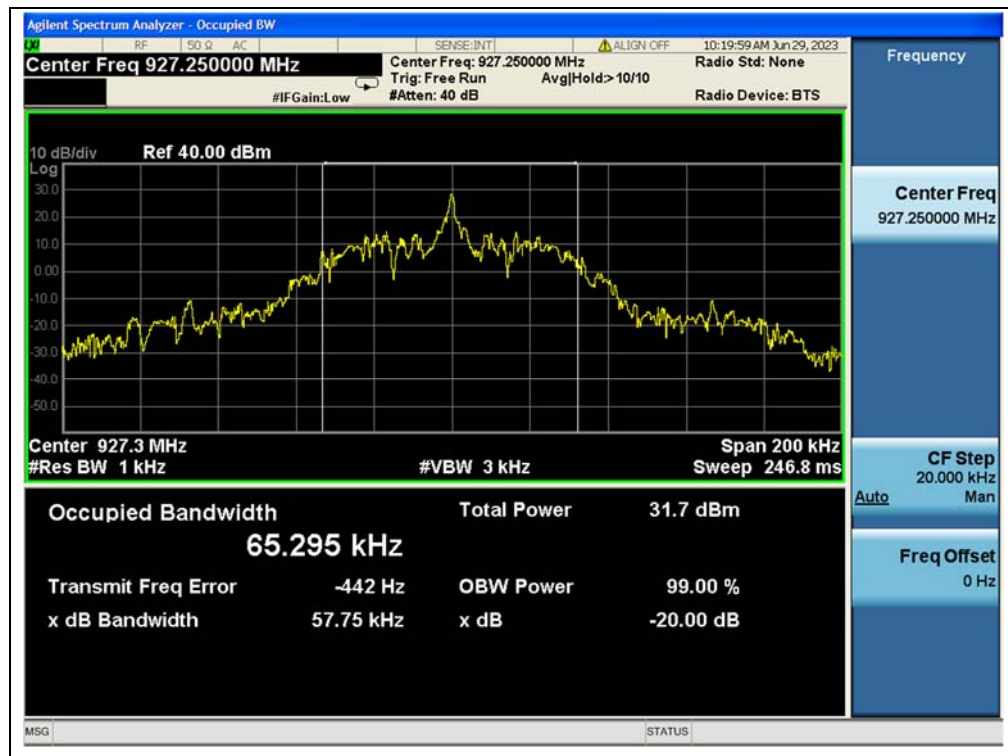 Agilent Spectrum Analyzer - Occupied BW
LXI RF 50 Ω AC SENSE:INT ALIGN OFF 10:19:59 AM Jun 29, 2023
Center Freq 927.250000 MHz
Center Freq: 927.250000 MHz Radio Std: None
Trig: Free Run Avg|Hold:> 10/10
#IFGain:Low #Atten: 40 dB Radio Device: BTS
10 dB/div Ref 40.00 dBm
Log
30.0
20.0
10.0
0.00
-10.0
-20.0
-30.0
-40.0
-50.0
Center 927.3 MHz Span 200 kHz
#Res BW 1 kHz #VBW 3 kHz Sweep 246.8 ms
Occupied Bandwidth Total Power 31.7 dBm
65.295 kHz
Transmit Freq Error -442 Hz OBW Power 99.00 %
x dB Bandwidth 57.75 kHz x dB -20.00 dB
Frequency
Center Freq
927.250000 MHz
CF Step
20.000 kHz
Auto Man
Freq Offset
0 Hz
MSG STATUS